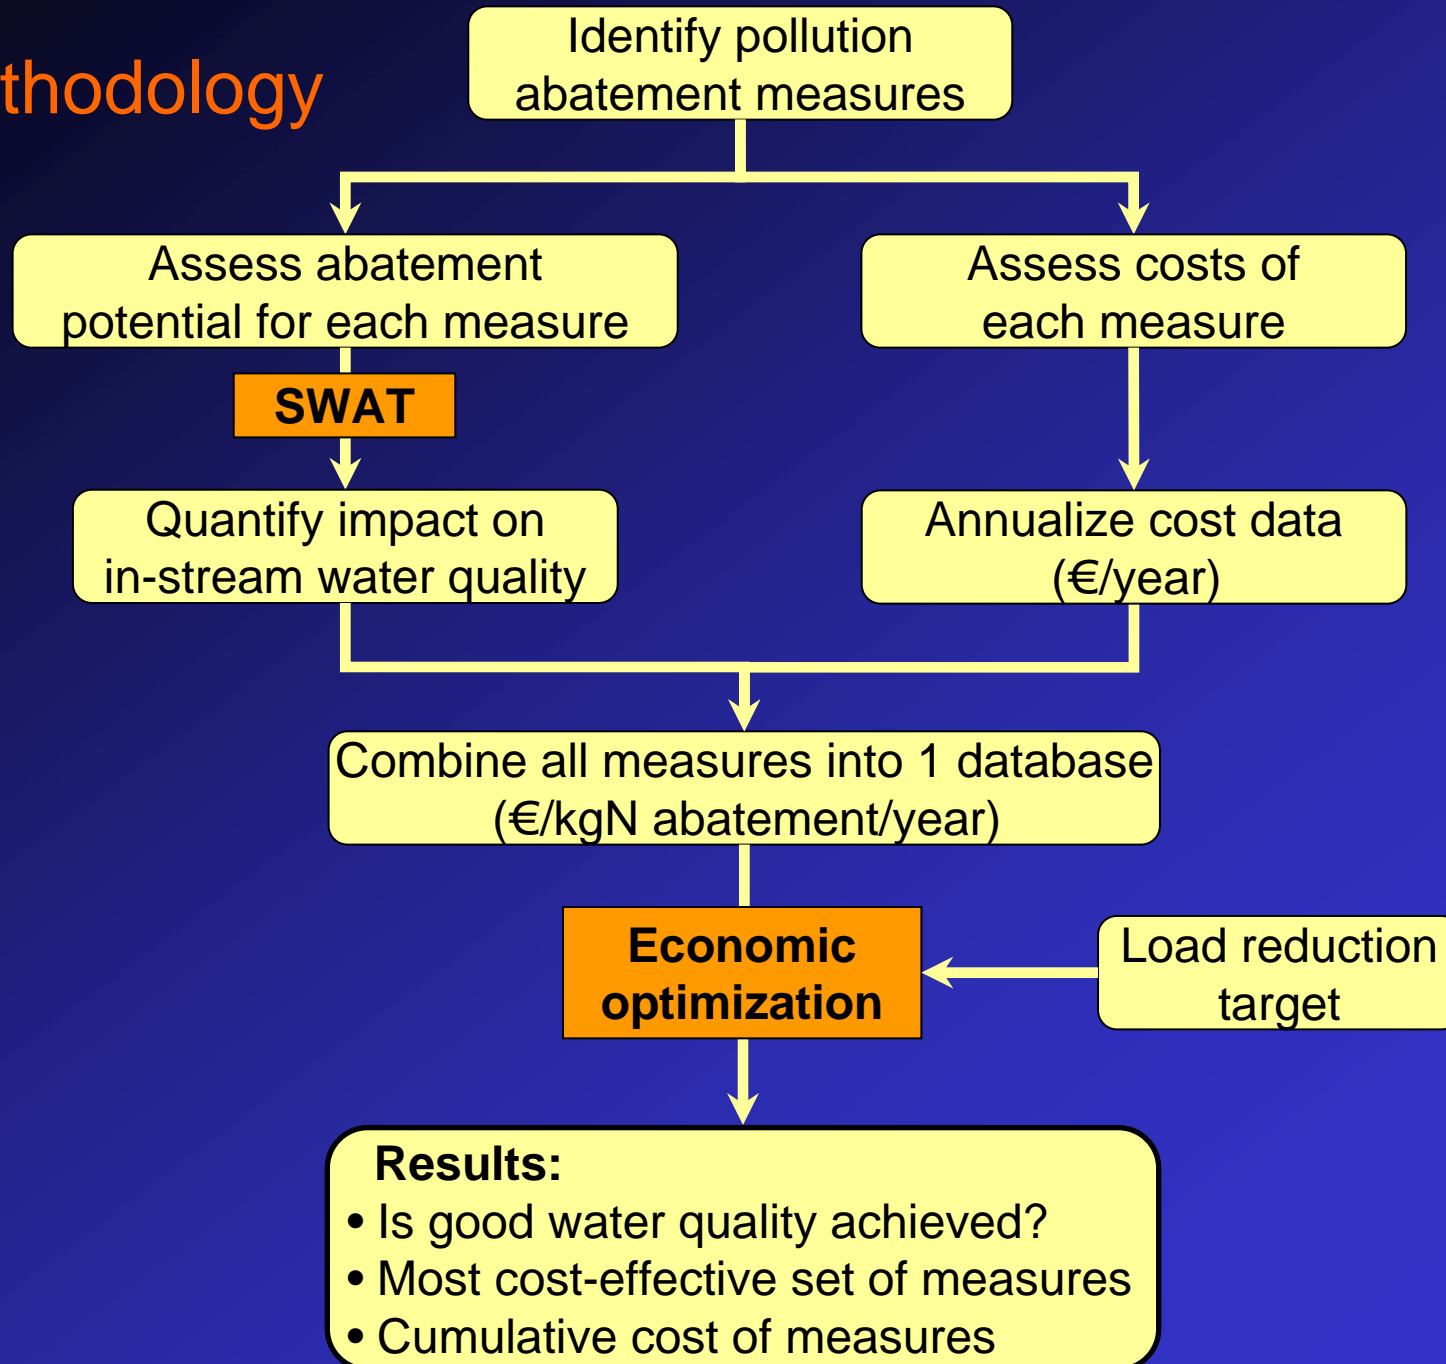 thodology
Identify pollution
abatement measures
Assess abatement
potential for each measure
Assess costs of
each measure
SWAT
Quantify impact on
in-stream water quality
Annualize cost data
(€/year)
Combine all measures into 1 database
(€/kgN abatement/year)
Economic
optimization
Load reduction
target
Results:
• Is good water quality achieved?
• Most cost-effective set of measures
• Cumulative cost of measures